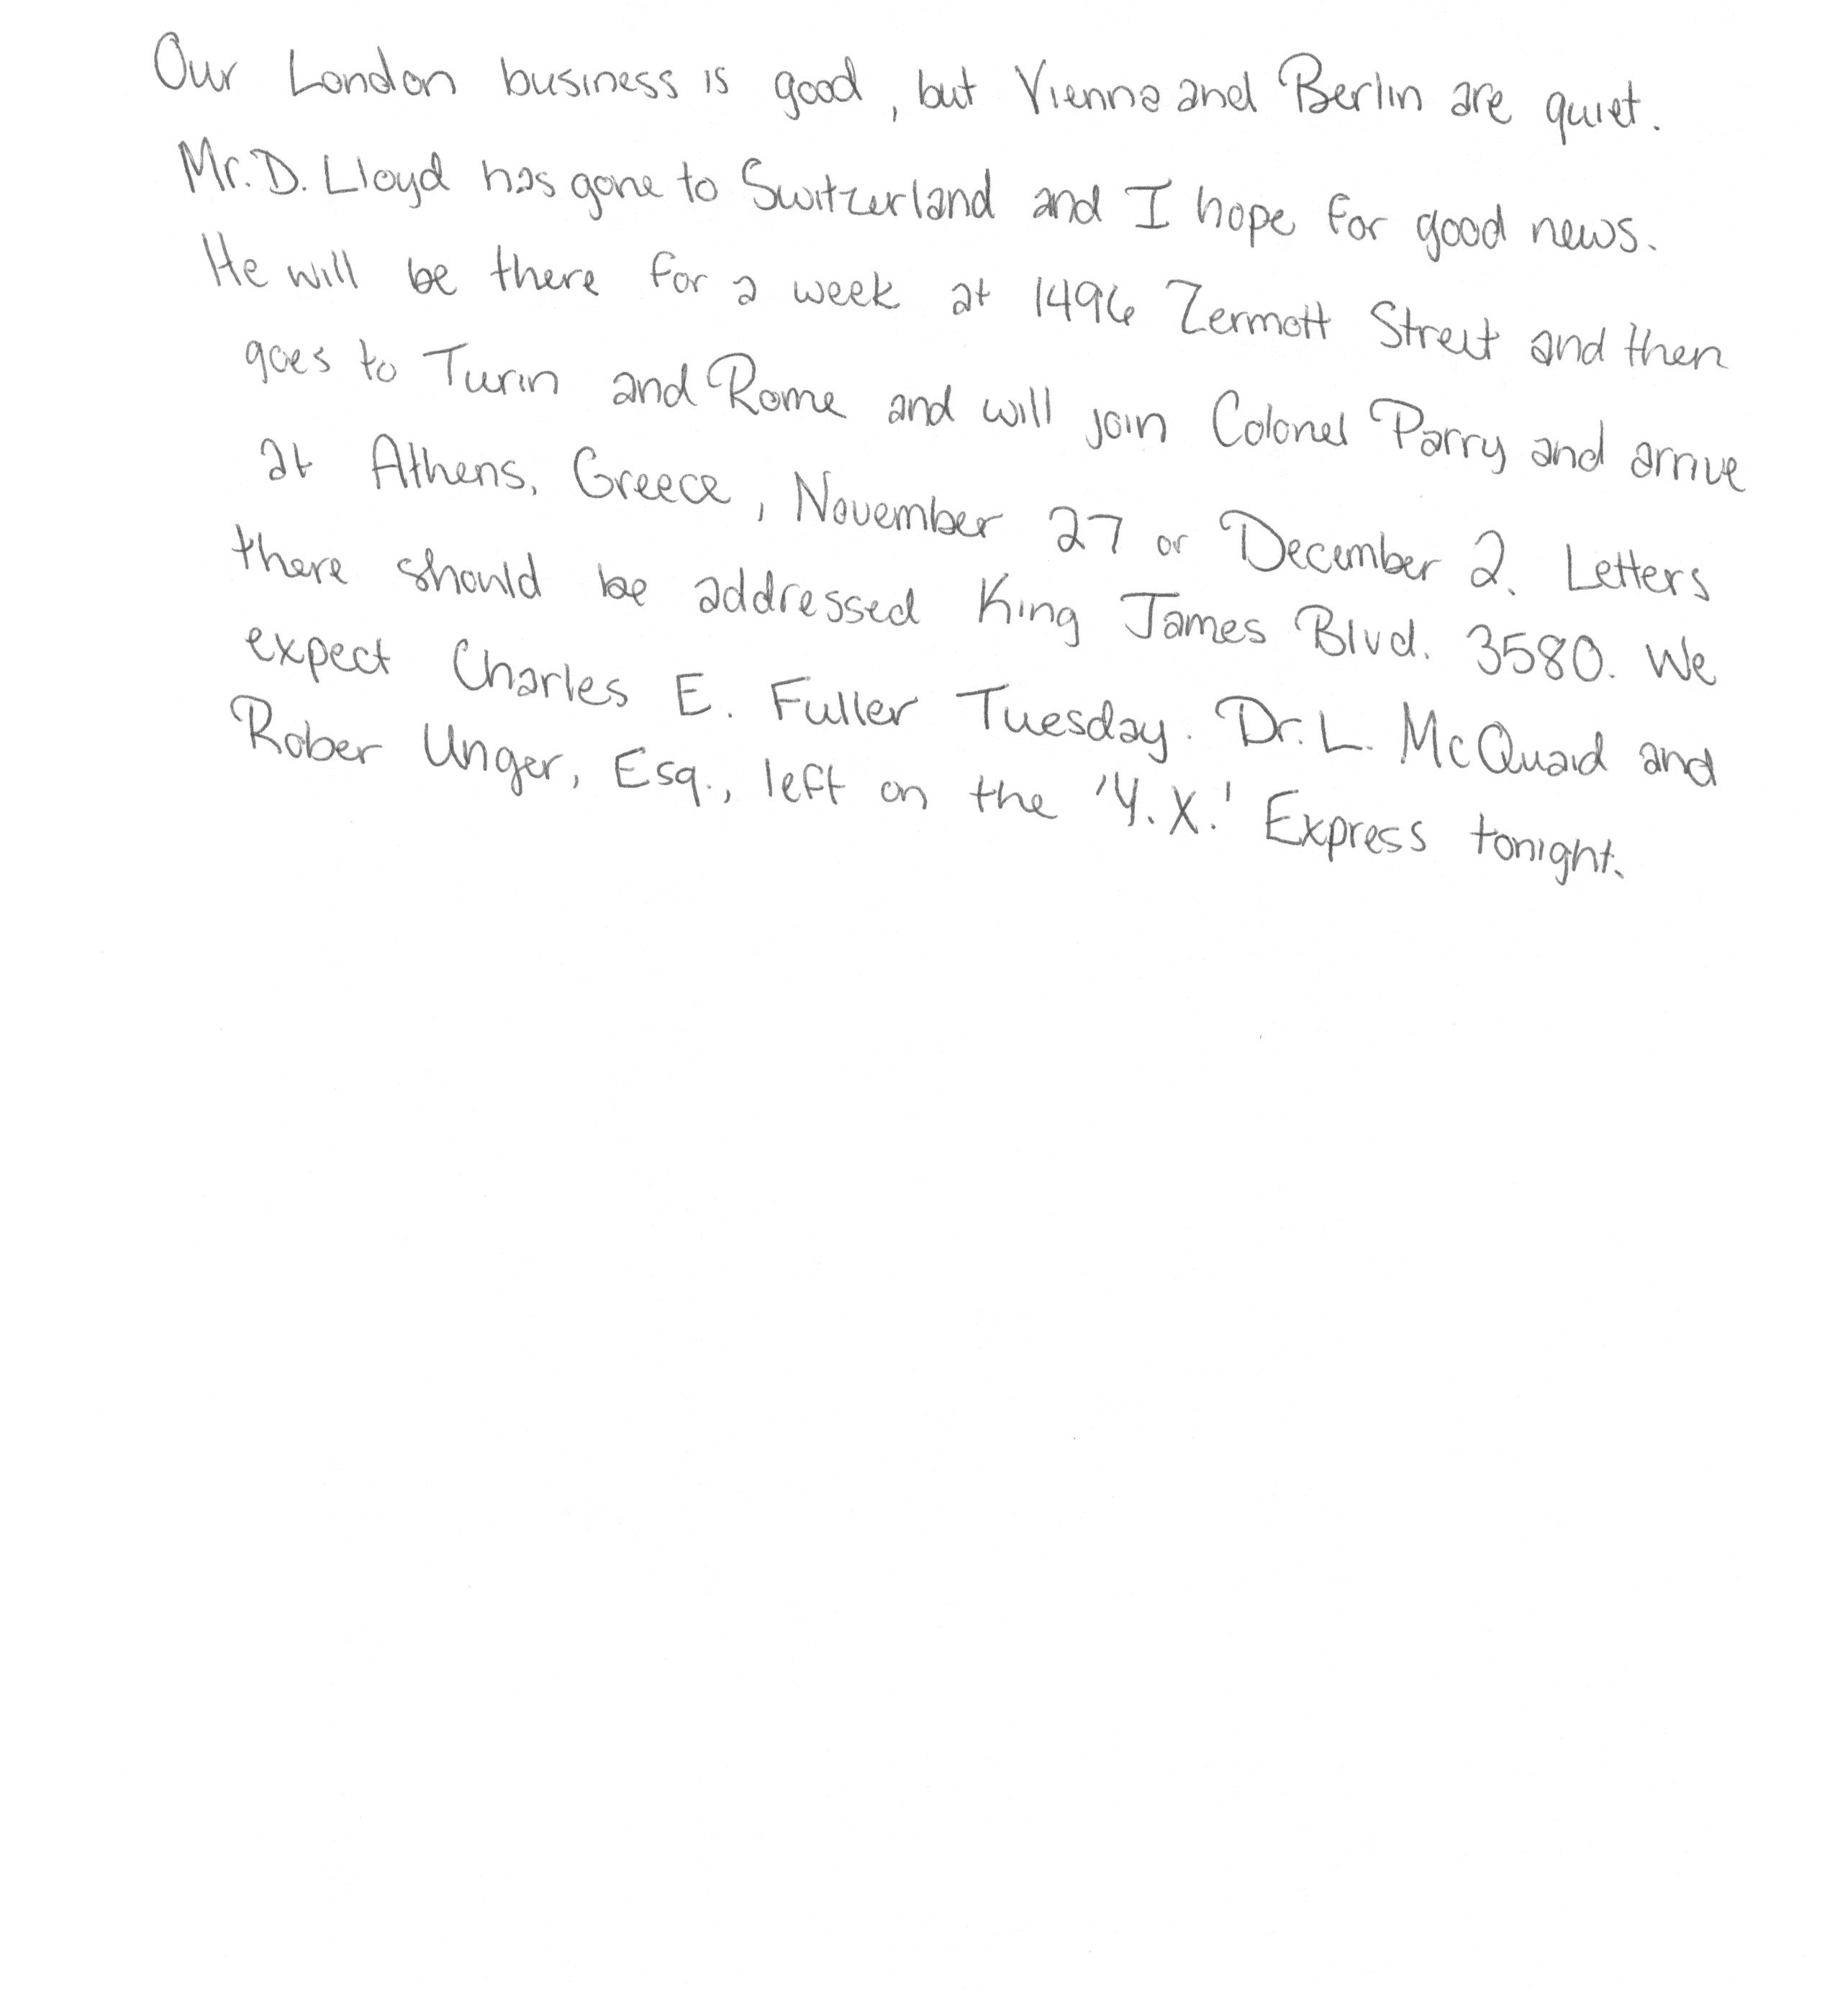 Our London business is good, but Vienna and Berlin are quiet.
Mr. D. Lloyd has gone to Switzerland and I hope for good news.
He will be there for a week at 1496 Zermott Street and then
goes to Turin and Rome and will join Colonel Parry and arrive
at Athens, Greece, November 27 or December 2. Letters
there should be addressed King James Blvd. 3580. We
expect Charles E. Fuller Tuesday. Dr. L. McQuaid and
Rober Unger, Esq., left on the 'Y.X.' Express tonight.